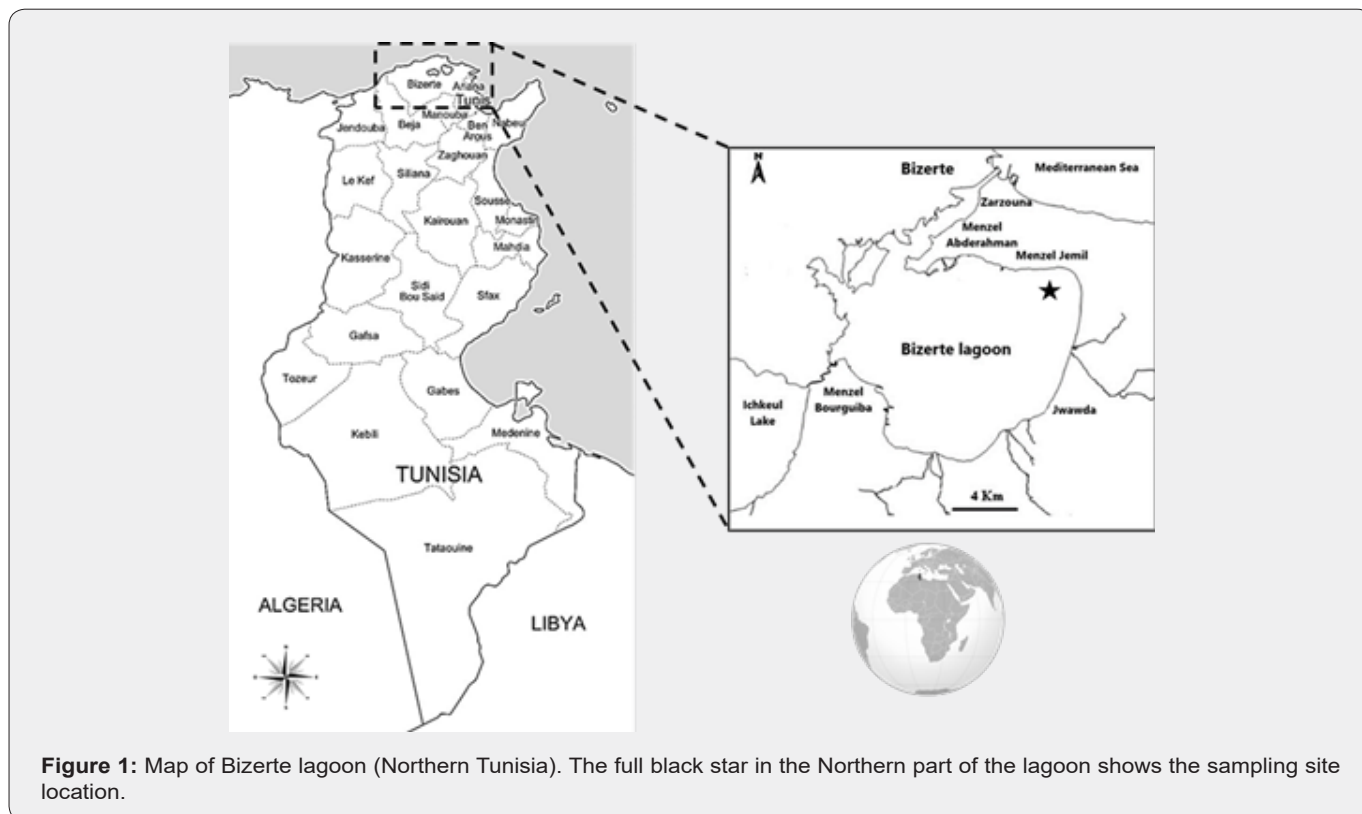 Bizerte
Ariana
Tunis
Manouba
Jendouba
Beja
Ben
Arous
Nabeul
Zaghouan
Siliana
Le Kef
Sousse
Kairouan
Monastir
Mahdia
Kasserine
Sidi
Bou Said
Sfax
Gafsa
Tozeur
Gabes
Kebili
Medenine
TUNISIA
Tataouine
ALGERIA
LIBYA
N
Bizerte
Mediterranean Sea
Zarzouna
Menzel
Abderahman
Menzel Jemil
Bizerte lagoon
Ichkeul
Lake
Menzel
Bourguiba
Jwawda
4 Km
Figure 1: Map of Bizerte lagoon (Northern Tunisia). The full black star in the Northern part of the lagoon shows the sampling site
location.